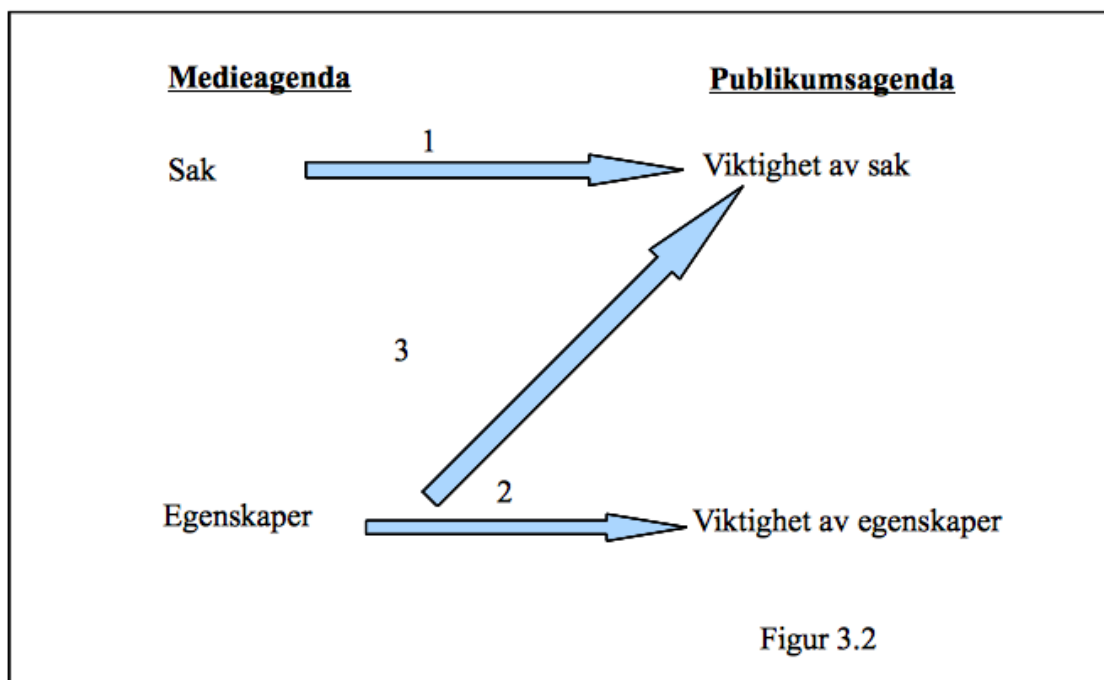 Medieagenda
Publikumsagenda
1
Sak
Viktighet av sak
3
2
Egenskaper
Viktighet av egenskaper
Figur 3.2